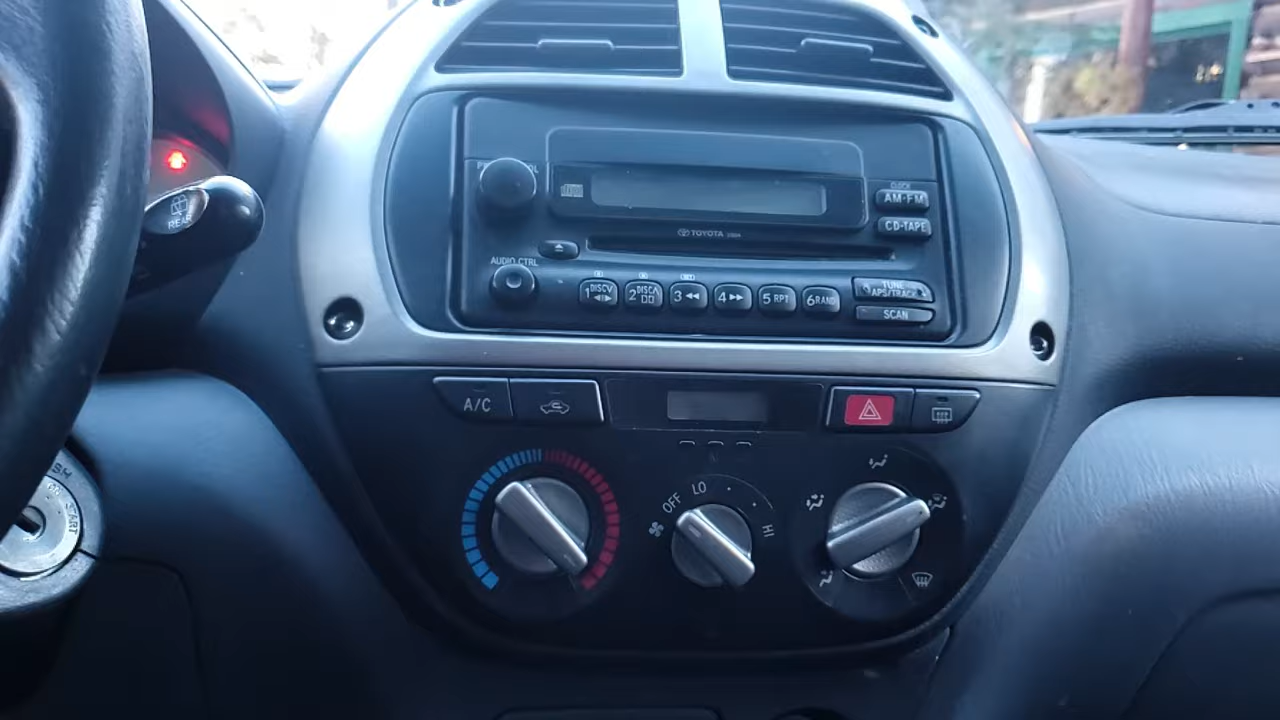 REAR
CLOCK
AM·FM
CD·TAPE
TOYOTA
AUDIO CTRL
1 DISC∨
2 DISC∧
3 ◄◄
4 ►►
5 RPT
6 RAND
TUNE
APS/TRACK
SCAN
A/C
OFF
LO
HI
START